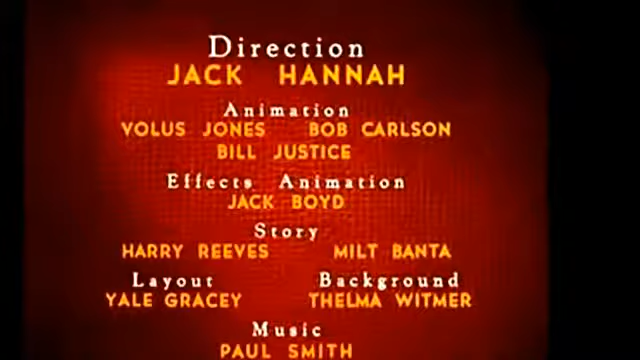 Direction
JACK HANNAH
Animation
VOLUS JONES BOB CARLSON
BILL JUSTICE
Effects Animation
JACK BOYD
Story
HARRY REEVES MILT BANTA
Layout Background
YALE GRACEY THELMA WITMER
Music
PAUL SMITH